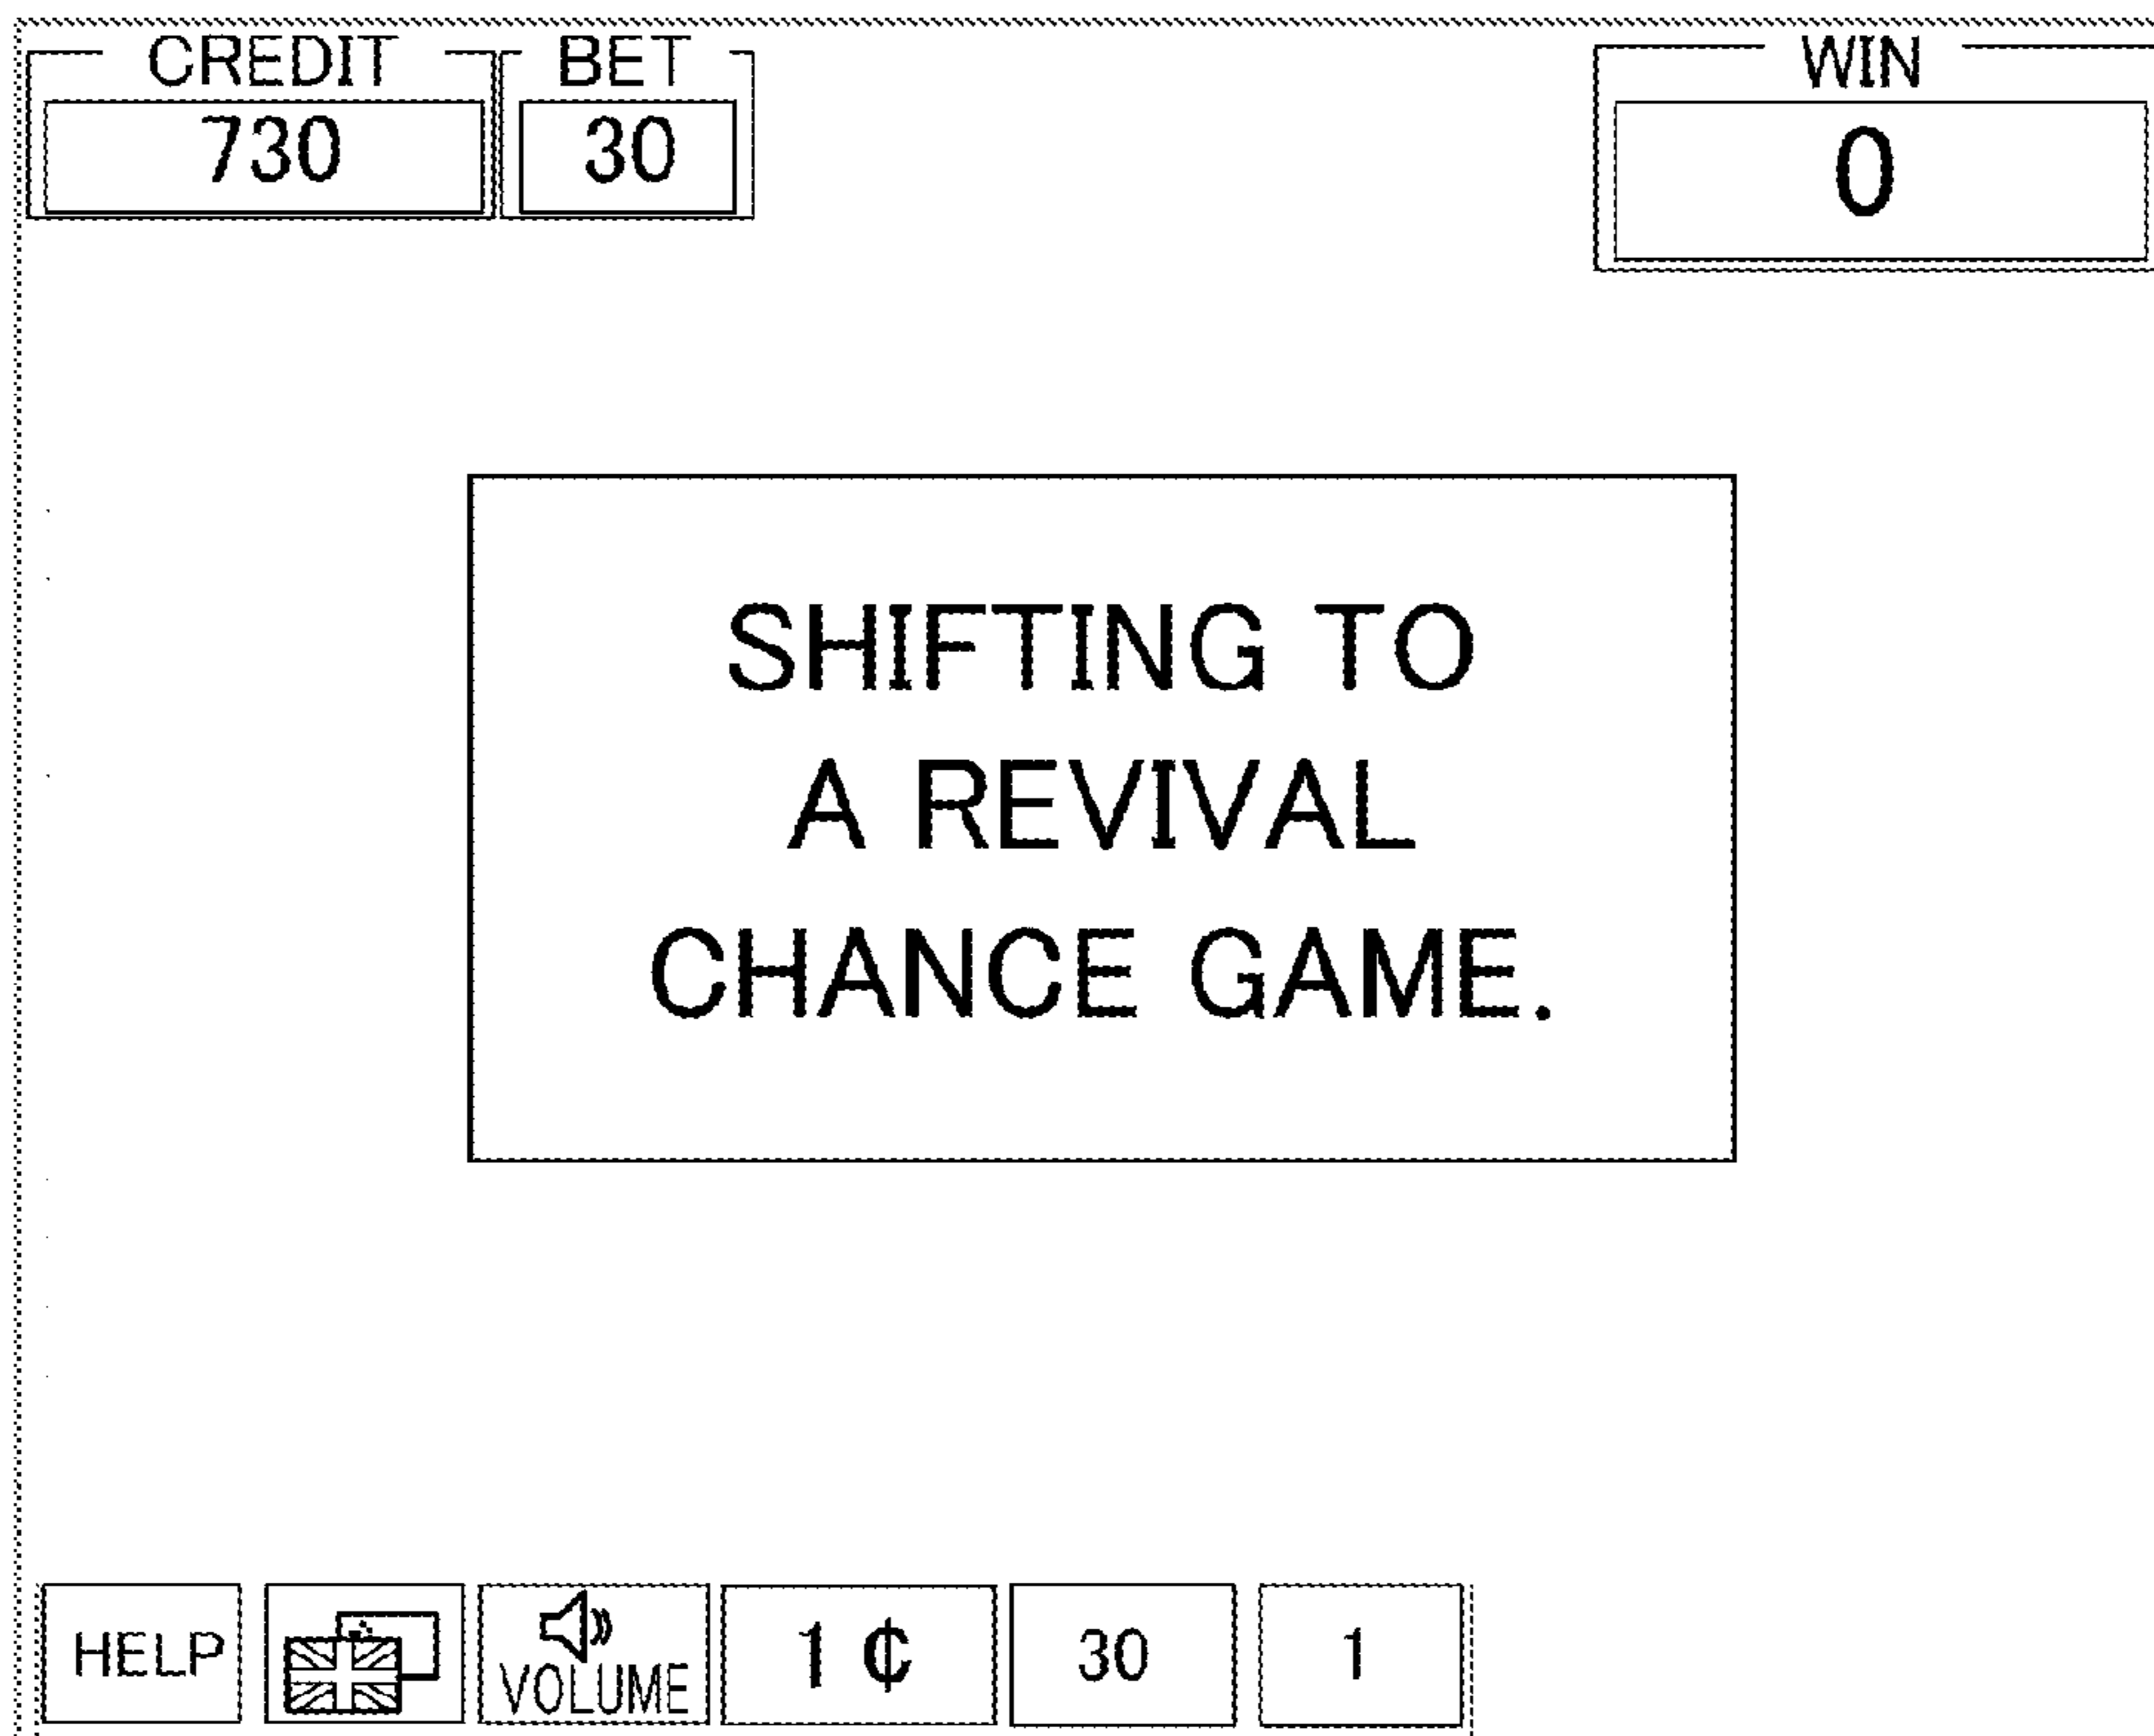 CREDIT BET WIN
730 30 0
SHIFTING TO
A REVIVAL
CHANCE GAME.
HELP VOLUME 1 ¢ 30 1